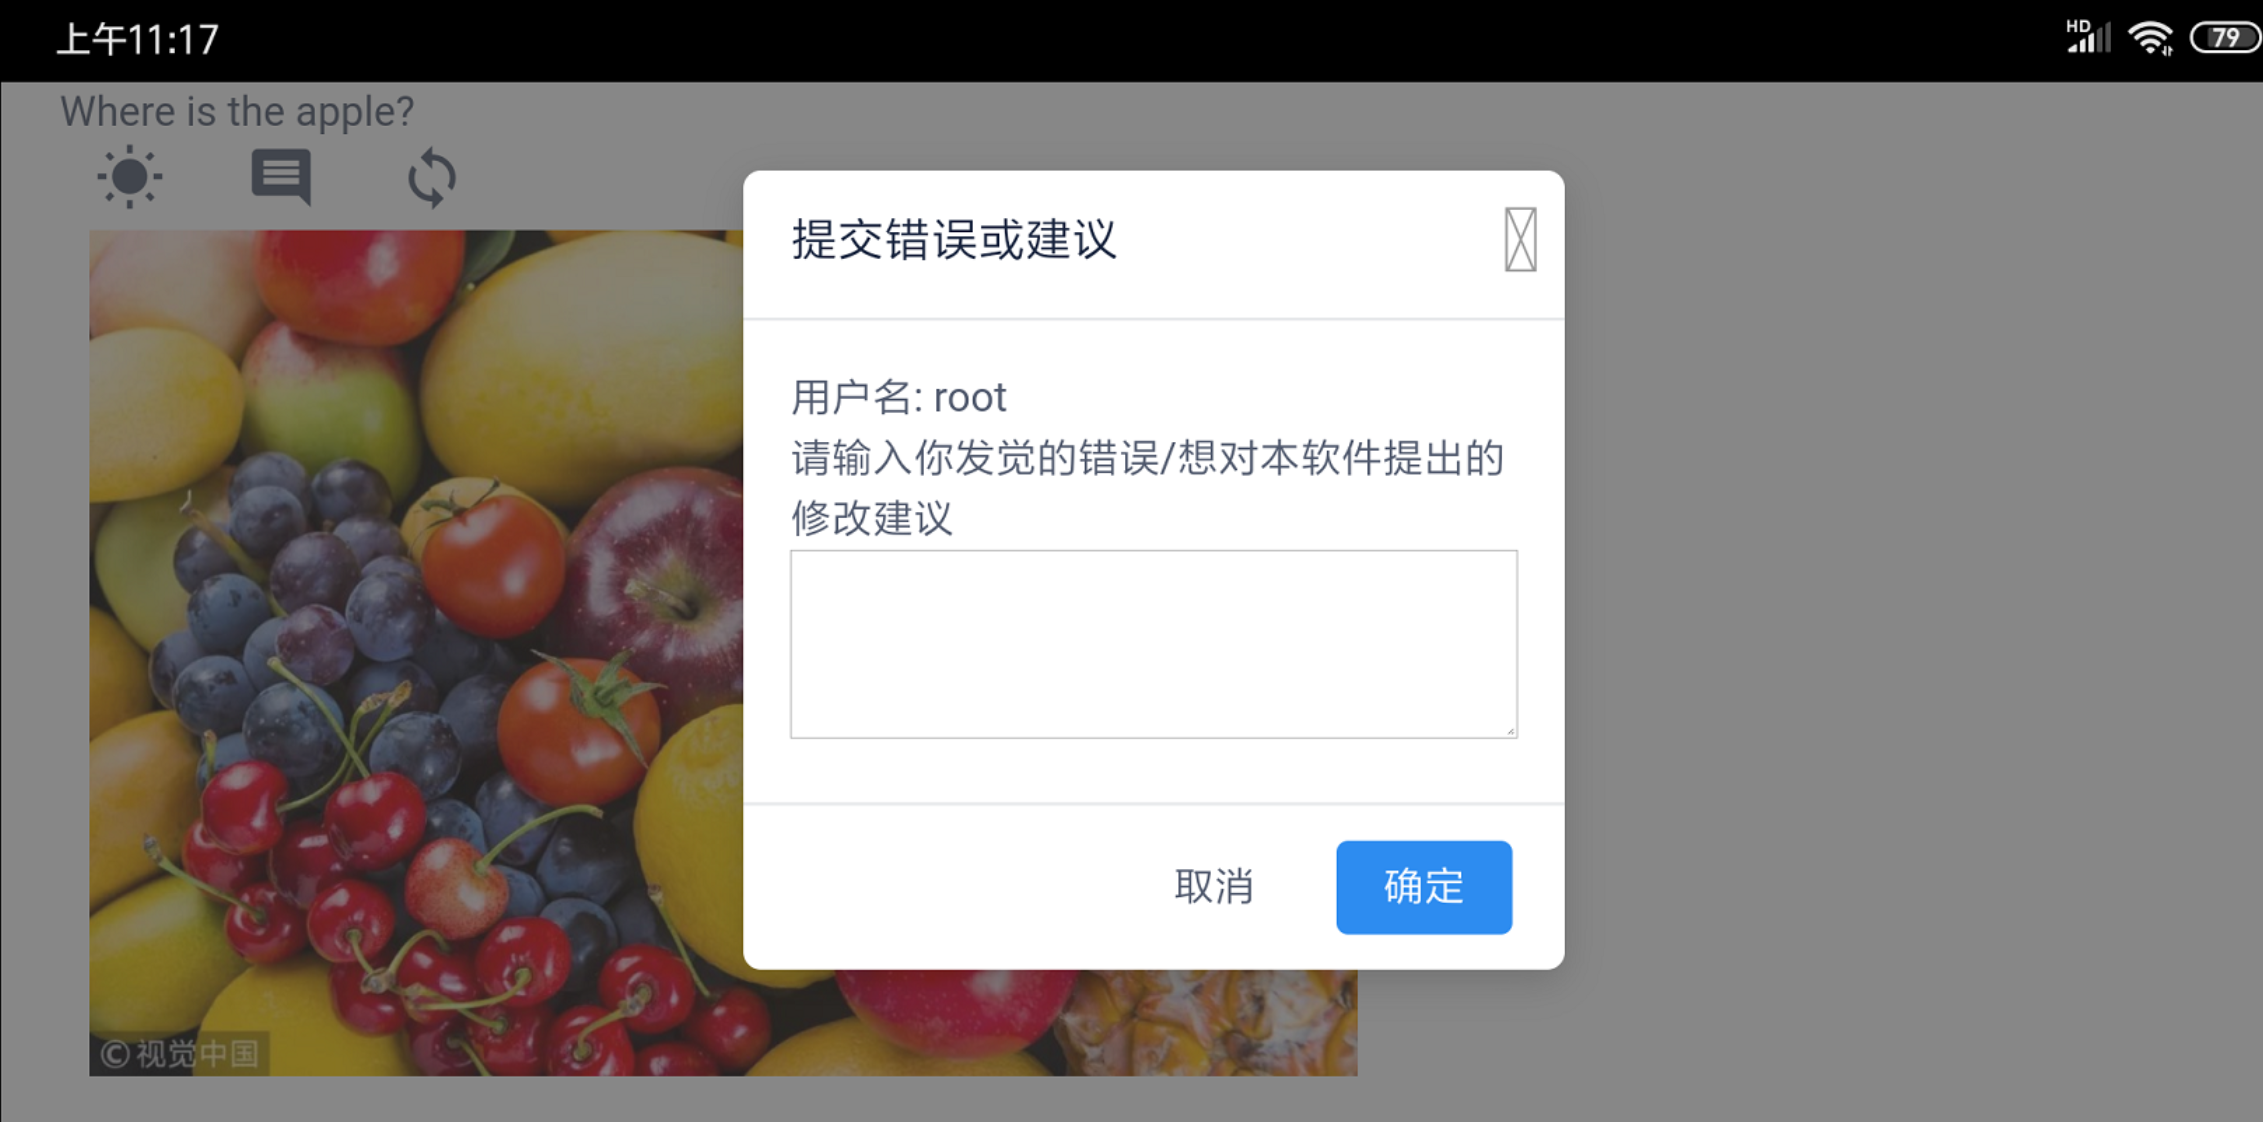 上午11:17
HD
79
Where is the apple?
提交错误或建议
用户名: root
请输入你发觉的错误/想对本软件提出的
修改建议
取消
确定
©视觉中国